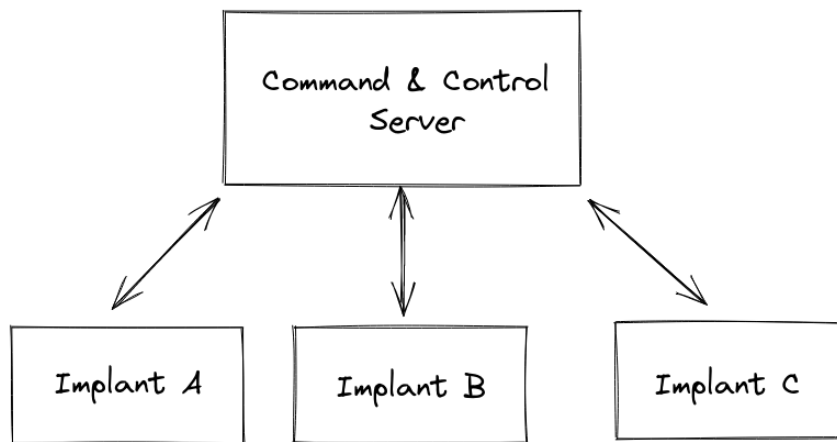 Command & Control
Server
Implant A
Implant B
Implant C